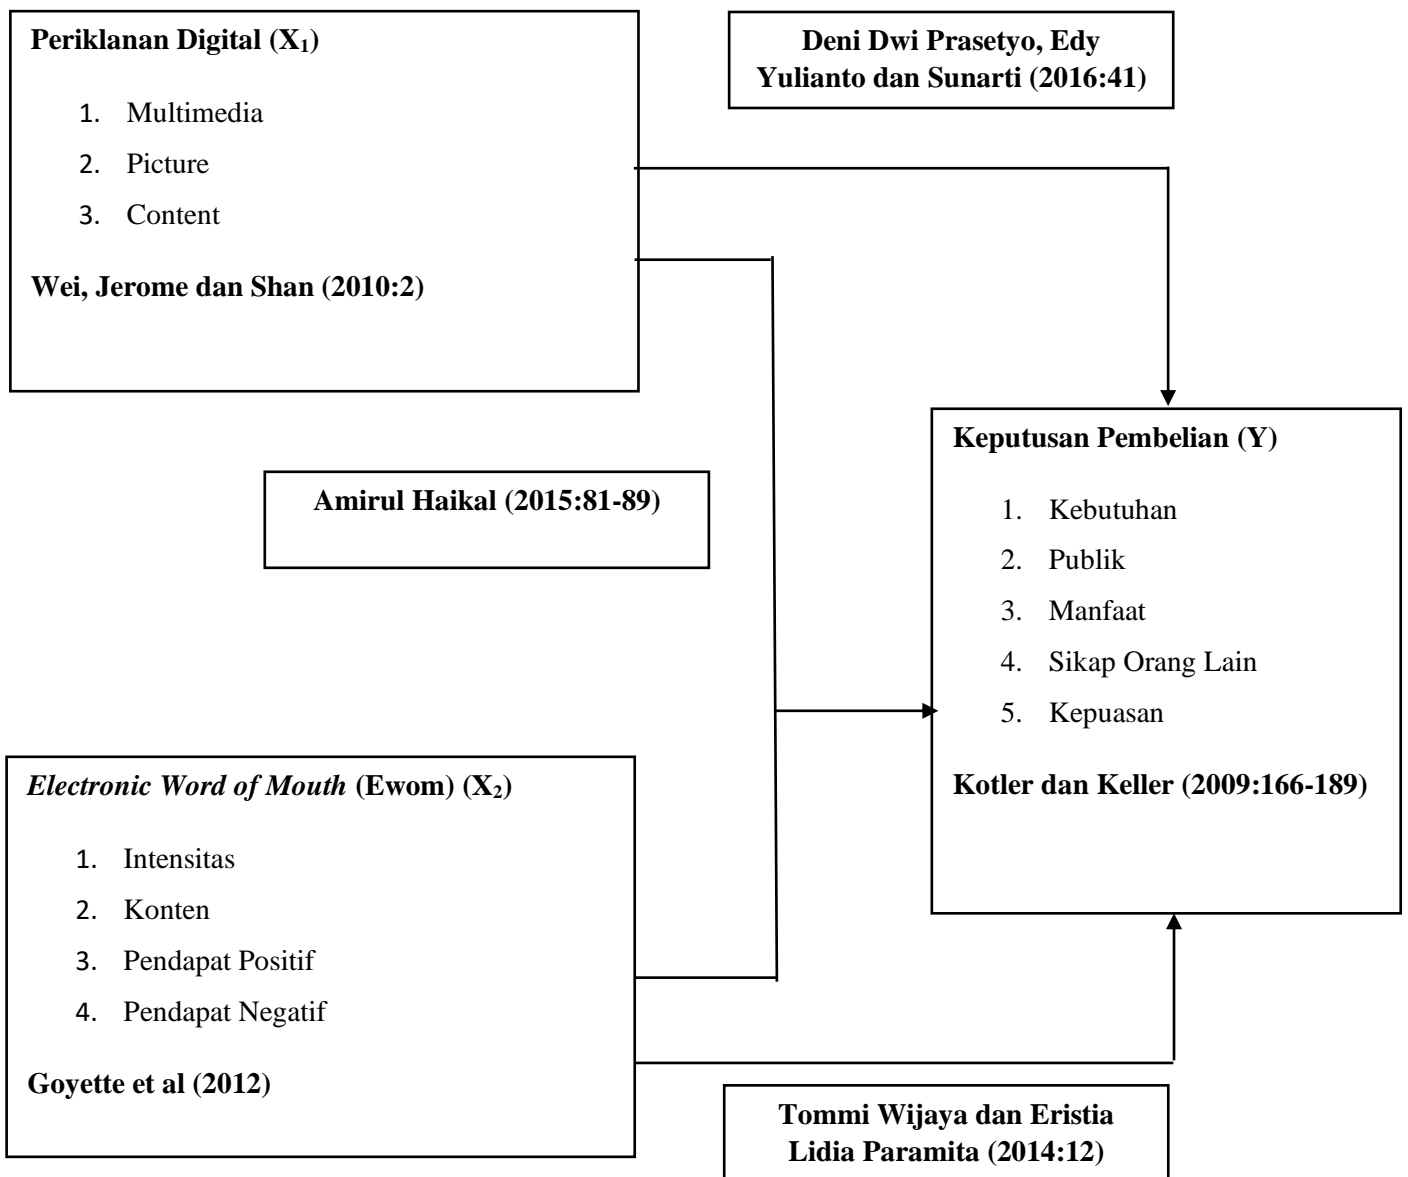 Periklanan Digital (X₁)
1. Multimedia
2. Picture
3. Content
Wei, Jerome dan Shan (2010:2)
Deni Dwi Prasetyo, Edy
Yulianto dan Sunarti (2016:41)
Amirul Haikal (2015:81-89)
Keputusan Pembelian (Y)
1. Kebutuhan
2. Publik
3. Manfaat
4. Sikap Orang Lain
5. Kepuasan
Kotler dan Keller (2009:166-189)
Electronic Word of Mouth (Ewom) (X₂)
1. Intensitas
2. Konten
3. Pendapat Positif
4. Pendapat Negatif
Goyette et al (2012)
Tommi Wijaya dan Eristia
Lidia Paramita (2014:12)